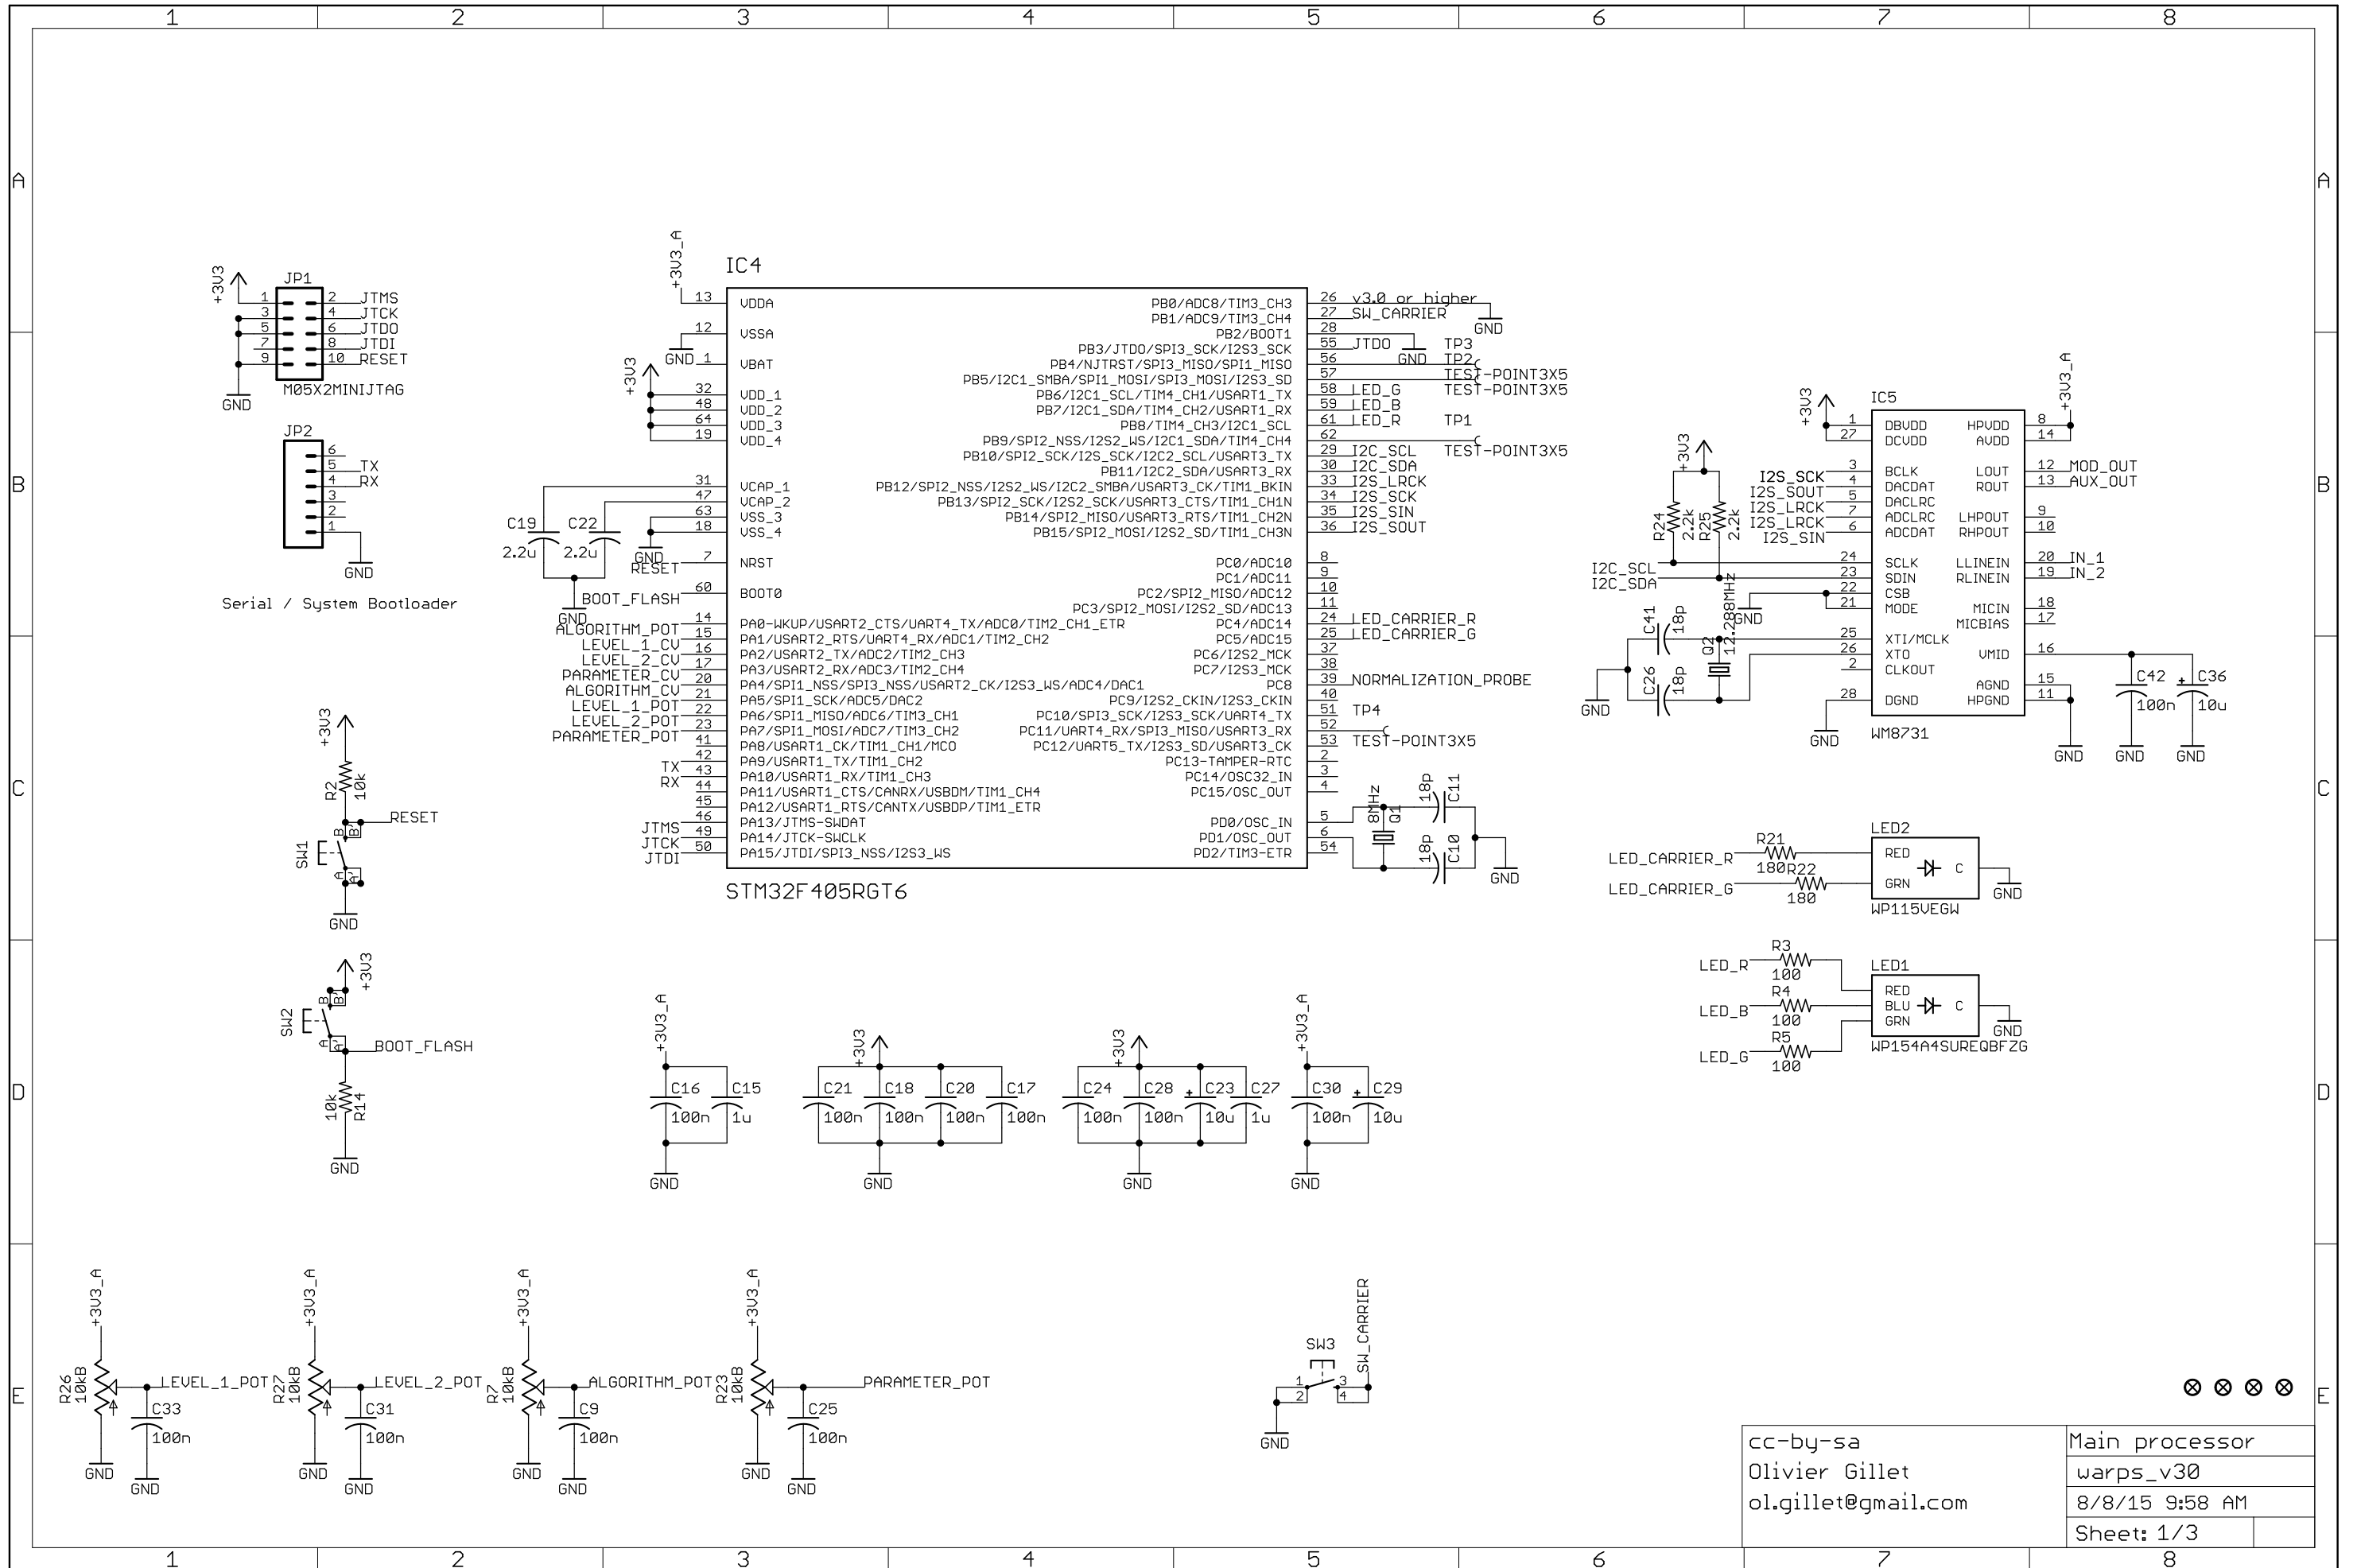 1 2 3 4 5 6 7 8
A A
B B
C C
D D
E E
+3V3
JP1
1 2 JTMS
3 4 JTCK
5 6 JTDO
7 8 JTDI
9 10 RESET
M05X2MINIJTAG
GND
JP2
6
5 TX
4 RX
3
2
1
GND
Serial / System Bootloader
+3V3
R2
10k
RESET
SW1
B B'
A A'
GND
+3V3
SW2
B B'
A A'
BOOT_FLASH
10k
R14
GND
IC4
+3V3_A
13 VDDA
12 VSSA
GND
1 VBAT
+3V3
32 VDD_1
48 VDD_2
64 VDD_3
19 VDD_4
31 VCAP_1
47 VCAP_2
63 VSS_3
18 VSS_4
GND
C19
2.2u
C22
2.2u
GND
RESET 7 NRST
BOOT_FLASH 60 BOOT0
ALGORITHM_POT 14 PA0-WKUP/USART2_CTS/UART4_TX/ADC0/TIM2_CH1_ETR
LEVEL_1_CV 15 PA1/USART2_RTS/UART4_RX/ADC1/TIM2_CH2
LEVEL_2_CV 16 PA2/USART2_TX/ADC2/TIM2_CH3
PARAMETER_CV 17 PA3/USART2_RX/ADC3/TIM2_CH4
ALGORITHM_CV 20 PA4/SPI1_NSS/SPI3_NSS/USART2_CK/I2S3_WS/ADC4/DAC1
LEVEL_1_POT 21 PA5/SPI1_SCK/ADC5/DAC2
LEVEL_2_POT 22 PA6/SPI1_MISO/ADC6/TIM3_CH1
PARAMETER_POT 23 PA7/SPI1_MOSI/ADC7/TIM3_CH2
41 PA8/USART1_CK/TIM1_CH1/MCO
TX 42 PA9/USART1_TX/TIM1_CH2
RX 43 PA10/USART1_RX/TIM1_CH3
44 PA11/USART1_CTS/CANRX/USBDM/TIM1_CH4
45 PA12/USART1_RTS/CANTX/USBDP/TIM1_ETR
JTMS 46 PA13/JTMS-SWDAT
JTCK 49 PA14/JTCK-SWCLK
JTDI 50 PA15/JTDI/SPI3_NSS/I2S3_WS
STM32F405RGT6
PB0/ADC8/TIM3_CH3 26 v3.0 or higher
PB1/ADC9/TIM3_CH4 27 SW_CARRIER
GND
PB2/BOOT1 28
GND
PB3/JTDO/SPI3_SCK/I2S3_SCK 55 JTDO TP3
PB4/NJTRST/SPI3_MISO/SPI1_MISO 56 TP2
PB5/I2C1_SMBA/SPI1_MOSI/SPI3_MOSI/I2S3_SD 57 TEST-POINT3X5
PB6/I2C1_SCL/TIM4_CH1/USART1_TX 58 LED_G TEST-POINT3X5
PB7/I2C1_SDA/TIM4_CH2/USART1_RX 59 LED_B
PB8/TIM4_CH3/I2C1_SCL 61 LED_R TP1
PB9/SPI2_NSS/I2S2_WS/I2C1_SDA/TIM4_CH4 62
PB10/SPI2_SCK/I2S_SCK/I2C2_SCL/USART3_TX 29 I2C_SCL TEST-POINT3X5
PB11/I2C2_SDA/USART3_RX 30 I2C_SDA
PB12/SPI2_NSS/I2S2_WS/I2C2_SMBA/USART3_CK/TIM1_BKIN 33 I2S_LRCK
PB13/SPI2_SCK/I2S2_SCK/USART3_CTS/TIM1_CH1N 34 I2S_SCK
PB14/SPI2_MISO/USART3_RTS/TIM1_CH2N 35 I2S_SIN
PB15/SPI2_MOSI/I2S2_SD/TIM1_CH3N 36 I2S_SOUT
PC0/ADC10 8
PC1/ADC11 9
PC2/SPI2_MISO/ADC12 10
PC3/SPI2_MOSI/I2S2_SD/ADC13 11
PC4/ADC14 24 LED_CARRIER_R
PC5/ADC15 25 LED_CARRIER_G
PC6/I2S2_MCK 37
PC7/I2S3_MCK 38
PC8 39 NORMALIZATION_PROBE
PC9/I2S2_CKIN/I2S3_CKIN 40
PC10/SPI3_SCK/I2S3_SCK/UART4_TX 51 TP4
PC11/UART4_RX/SPI3_MISO/USART3_RX 52
PC12/UART5_TX/I2S3_SD/USART3_CK 53 TEST-POINT3X5
PC13-TAMPER-RTC 2
PC14/OSC32_IN 3
PC15/OSC_OUT 4
PD0/OSC_IN 5
PD1/OSC_OUT 6
PD2/TIM3-ETR 54
8MHz
Q1
18p
C11
18p
C10
GND
IC5
+3V3
1 DBVDD
27 DCVDD
I2S_SCK 3 BCLK
I2S_SOUT 4 DACDAT
I2S_LRCK 5 DACLRC
I2S_LRCK 7 ADCLRC
I2S_SIN 6 ADCDAT
24 SCLK
23 SDIN
22 CSB
21 MODE
25 XTI/MCLK
26 XTO
2 CLKOUT
28 DGND
GND
WM8731
+3V3_A
HPVDD 8
AVDD 14
LOUT 12 MOD_OUT
ROUT 13 AUX_OUT
LHPOUT 9
RHPOUT 10
LLINEIN 20 IN_1
RLINEIN 19 IN_2
MICIN 18
MICBIAS 17
VMID 16
AGND 15
HPGND 11
GND
C42
100n
GND
C36
10u
GND
+3V3
R24
2.2k
R25
2.2k
I2C_SCL
I2C_SDA
GND
C41
18p
C26
18p
Q2
12.288MHz
GND
LED_CARRIER_R
R21
180
LED_CARRIER_G
R22
180
LED2
RED
GRN
C
GND
WP115VEGW
LED_R
R3
100
LED_B
R4
100
LED_G
R5
100
LED1
RED
BLU
GRN
C
GND
WP154A4SUREQBFZG
+3V3_A
C16
100n
C15
1u
GND
+3V3
C21
100n
C18
100n
C20
100n
C17
100n
GND
+3V3
C24
100n
C28
100n
C23
10u
C27
1u
GND
+3V3_A
C30
100n
C29
10u
GND
+3V3_A
R26
10kB
LEVEL_1_POT
C33
100n
GND
GND
+3V3_A
R27
10kB
LEVEL_2_POT
C31
100n
GND
GND
+3V3_A
R7
10kB
ALGORITHM_POT
C9
100n
GND
GND
+3V3_A
R23
10kB
PARAMETER_POT
C25
100n
GND
GND
SW3
1 3
2 4
SW_CARRIER
GND
cc-by-sa
Olivier Gillet
ol.gillet@gmail.com
Main processor
warps_v30
8/8/15 9:58 AM
Sheet: 1/3
1 2 3 4 5 6 7 8